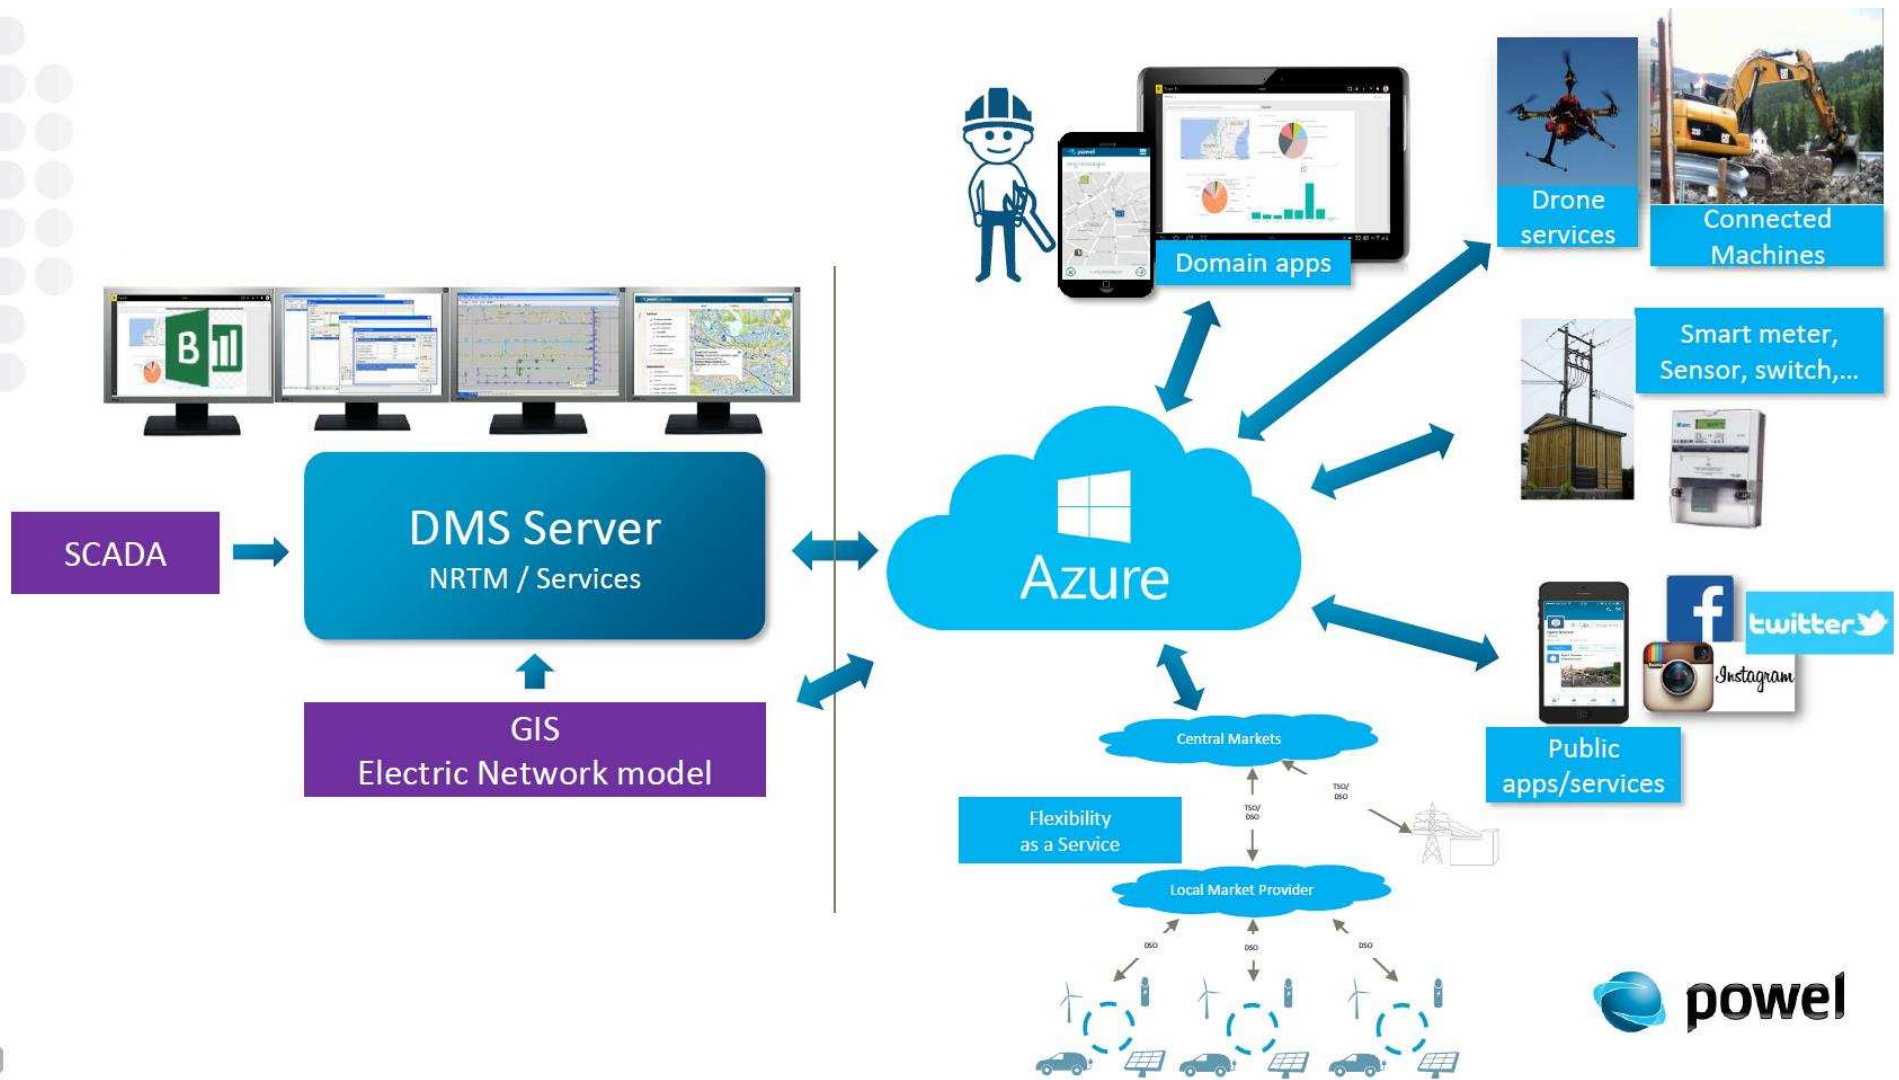 Drone
services
Connected
Machines
powel
Domain apps
Smart meter,
Sensor, switch,...
B
DMS Server
NRTM / Services
SCADA
Azure
GIS
Electric Network model
f
twitter
Instagram
Public
apps/services
Central Markets
TSO/
DSO
TSO/
DSO
Flexibility
as a Service
Local Market Provider
DSO
DSO
DSO
powel